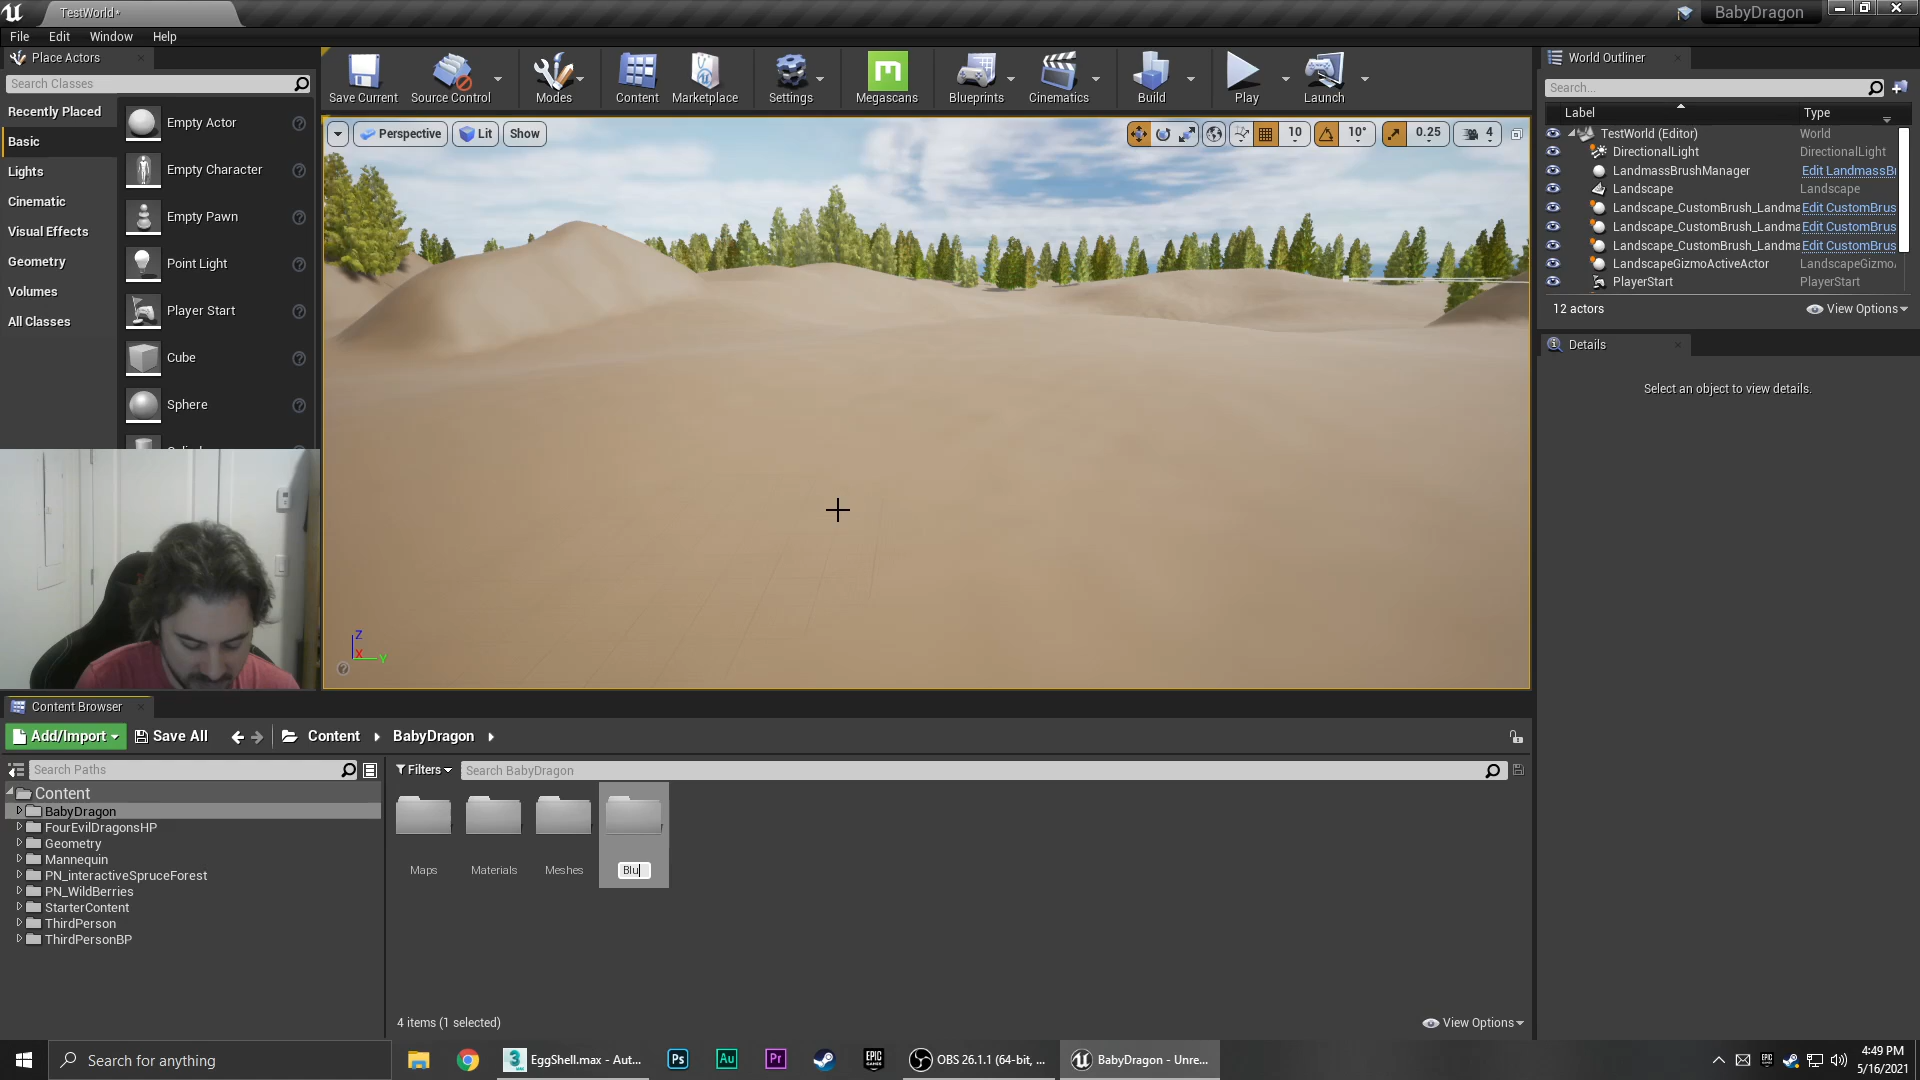 TestWorld•
BabyDragon
File Edit Window Help
Place Actors
Search Classes
Recently Placed
Basic
Lights
Cinematic
Visual Effects
Geometry
Volumes
All Classes
Empty Actor
Empty Character
Empty Pawn
Point Light
Player Start
Cube
Sphere
Save Current
Source Control
Modes
Content
Marketplace
Settings
Megascans
Blueprints
Cinematics
Build
Play
Launch
Perspective
Lit
Show
10
10°
0.25
4
Z
X
Y
World Outliner
Search...
Label Type
TestWorld (Editor) World
DirectionalLight DirectionalLight
LandmassBrushManager Edit LandmassBr
Landscape Landscape
Landscape_CustomBrush_Landma Edit CustomBrus
Landscape_CustomBrush_Landma Edit CustomBrus
Landscape_CustomBrush_Landma Edit CustomBrus
LandscapeGizmoActiveActor LandscapeGizmo
PlayerStart PlayerStart
12 actors
View Options
Details
Select an object to view details.
Content Browser
Add/Import
Save All
Content
BabyDragon
Search Paths
Filters
Search BabyDragon
Content
BabyDragon
FourEvilDragonsHP
Geometry
Mannequin
PN_interactiveSpruceForest
PN_WildBerries
StarterContent
ThirdPerson
ThirdPersonBP
Maps
Materials
Meshes
Blu
4 items (1 selected)
View Options
Search for anything
EggShell.max - Aut...
Ps
Au
Pr
EPIC GAMES
OBS 26.1.1 (64-bit, ...
BabyDragon - Unre...
4:49 PM
5/16/2021